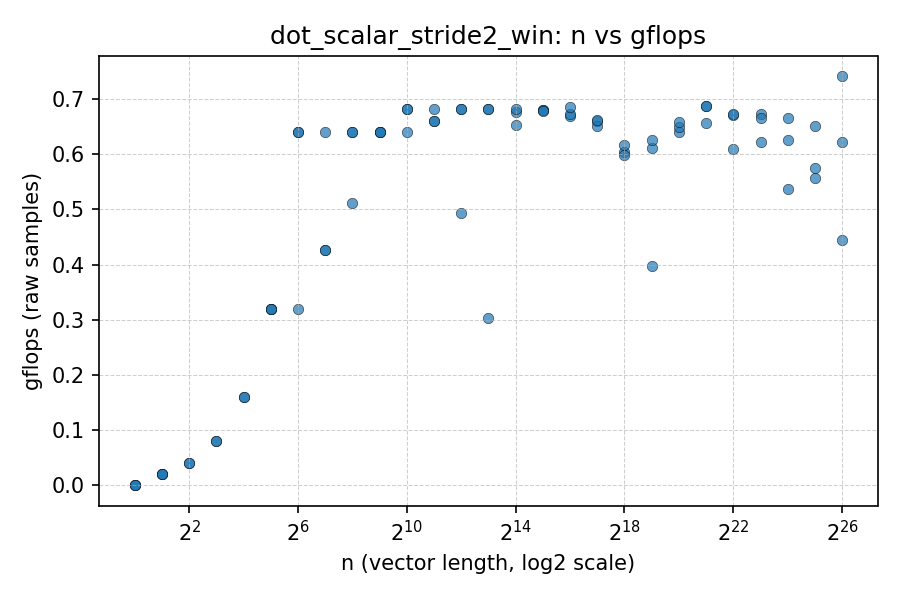 dot_scalar_stride2_win: n vs gflops
gflops (raw samples)
0.7
0.6
0.5
0.4
0.3
0.2
0.1
0.0
2^2 2^6 2^10 2^14 2^18 2^22 2^26
n (vector length, log2 scale)